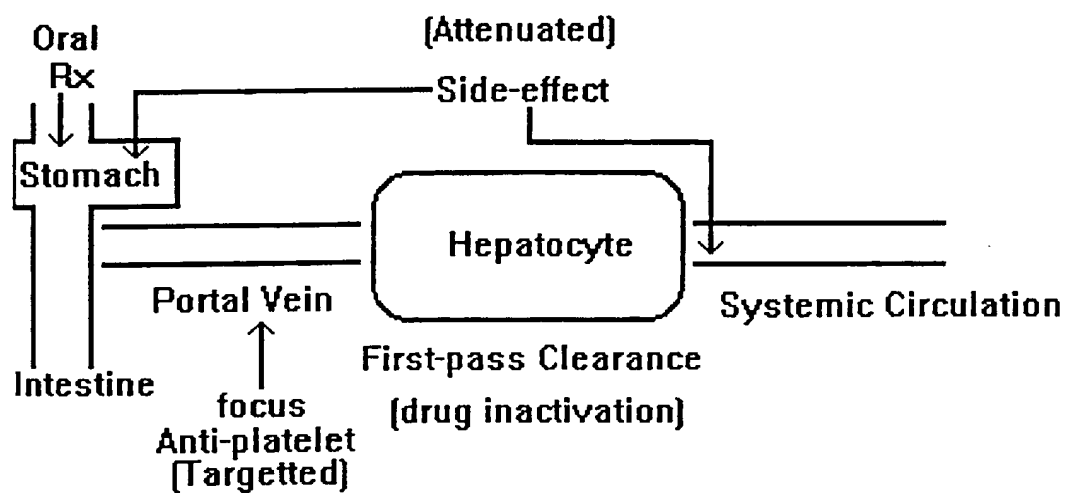 Oral
Rx
(Attenuated)
Side-effect
Stomach
Hepatocyte
Portal Vein
Systemic Circulation
First-pass Clearance
(drug inactivation)
Intestine
focus
Anti-platelet
(Targetted)